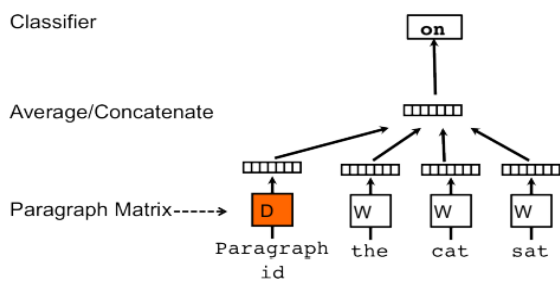 Classifier
on
Average/Concatenate
Paragraph Matrix
D
W
W
W
Paragraph
id
the
cat
sat